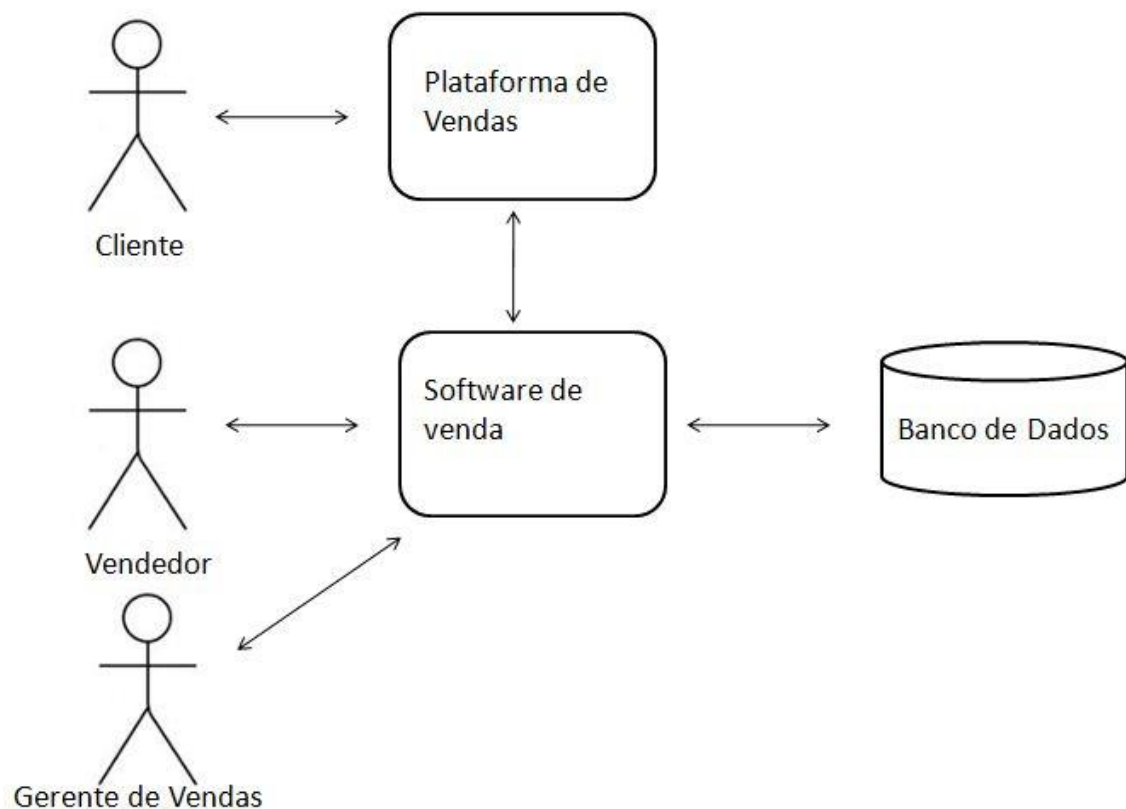 Plataforma de
Vendas
Cliente
Software de
venda
Banco de Dados
Vendedor
Gerente de Vendas